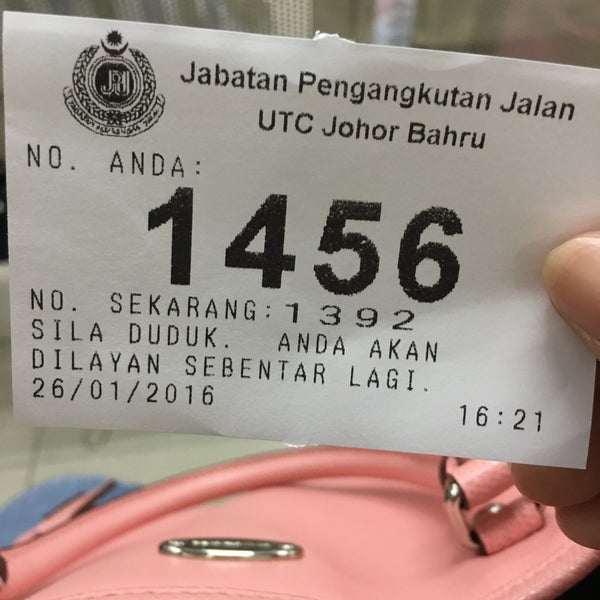 JPJ
Jabatan Pengangkutan Jalan
UTC Johor Bahru
NO. ANDA:
1456
NO. SEKARANG:1392
SILA DUDUK. ANDA AKAN
DILAYAN SEBENTAR LAGI.
26/01/2016
16:21